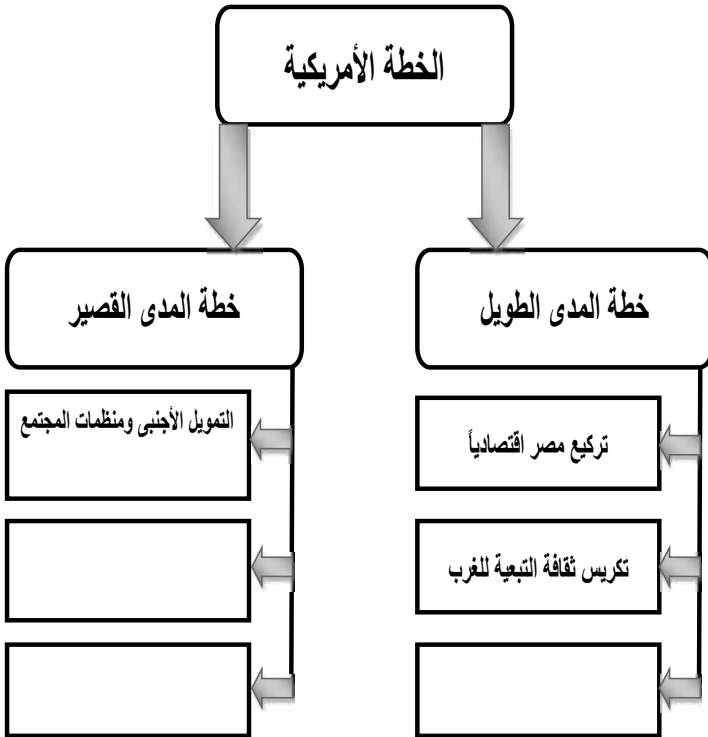 الخطة الأمريكية
خطة المدى الطويل
تركيع مصر اقتصادياً
تكريس ثقافة التبعية للغرب
خطة المدى القصير
التمويل الأجنبى ومنظمات المجتمع